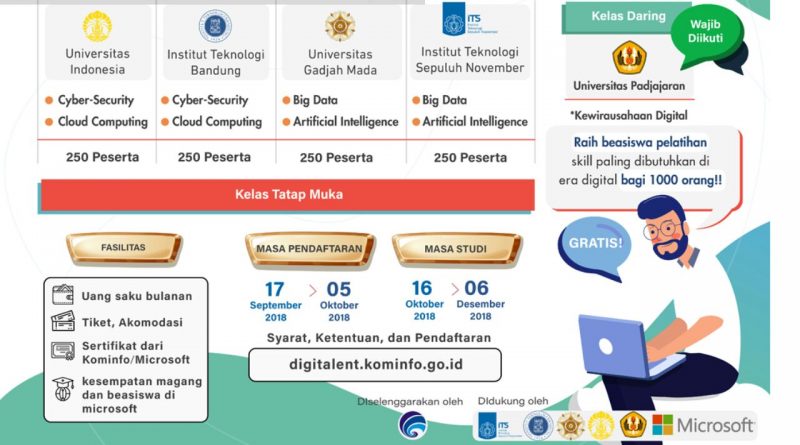 Universitas
Indonesia
Institut Teknologi
Bandung
Universitas
Gadjah Mada
ITS
Institut Teknologi
Sepuluh November
Cyber-Security
Cloud Computing
Cyber-Security
Cloud Computing
Big Data
Artificial Intelligence
Big Data
Artificial Intelligence
250 Peserta
250 Peserta
250 Peserta
250 Peserta
Kelas Tatap Muka
Kelas Daring
Wajib
Diikuti
Universitas Padjajaran
*Kewirausahaan Digital
Raih beasiswa pelatihan
skill paling dibutuhkan di
era digital bagi 1000 orang!!
GRATIS!
FASILITAS
Uang saku bulanan
Tiket, Akomodasi
Sertifikat dari
Kominfo/Microsoft
kesempatan magang
dan beasiswa di
microsoft
MASA PENDAFTARAN
17 > 05
September Oktober
2018 2018
MASA STUDI
16 > 06
Oktober Desember
2018 2018
Syarat, Ketentuan, dan Pendaftaran
digitalent.kominfo.go.id
Diselenggarakan oleh
DIdukung oleh
ITS
Microsoft